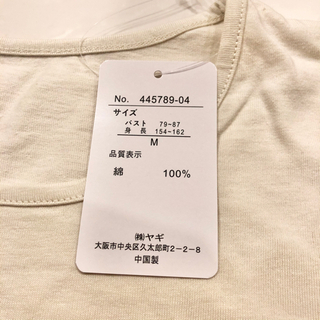 No. 445789-04
サイズ
バスト 79-87
身長 154-162
M
品質表示
綿 100%
㈱ヤギ
大阪市中央区久太郎町2-2-8
中国製